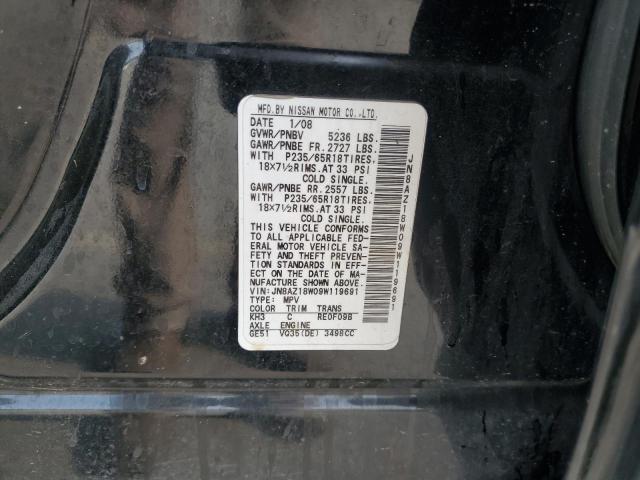 MFD.BY NISSAN MOTOR CO.,LTD.
DATE 1/08
GVWR/PNBV 5236 LBS.
GAWR/PNBE FR. 2727 LBS.
WITH P235/65R18TIRES.
18×7½RIMS.AT 33 PSI
COLD SINGLE.
GAWR/PNBE RR. 2557 LBS.
WITH P235/65R18TIRES.
18×7½RIMS.AT 33 PSI
COLD SINGLE.
THIS VEHICLE CONFORMS
TO ALL APPLICABLE FED-
ERAL MOTOR VEHICLE SA-
FETY AND THEFT PREVEN-
TION STANDARDS IN EFF-
ECT ON THE DATE OF MA-
NUFACTURE SHOWN ABOVE.
VIN:JN8AZ18W09W119691
TYPE: MPV
COLOR TRIM TRANS
KH3 C RE0F09B
AXLE ENGINE
GE51 VQ35(DE) 3498CC
JN8AZ18W09W119691